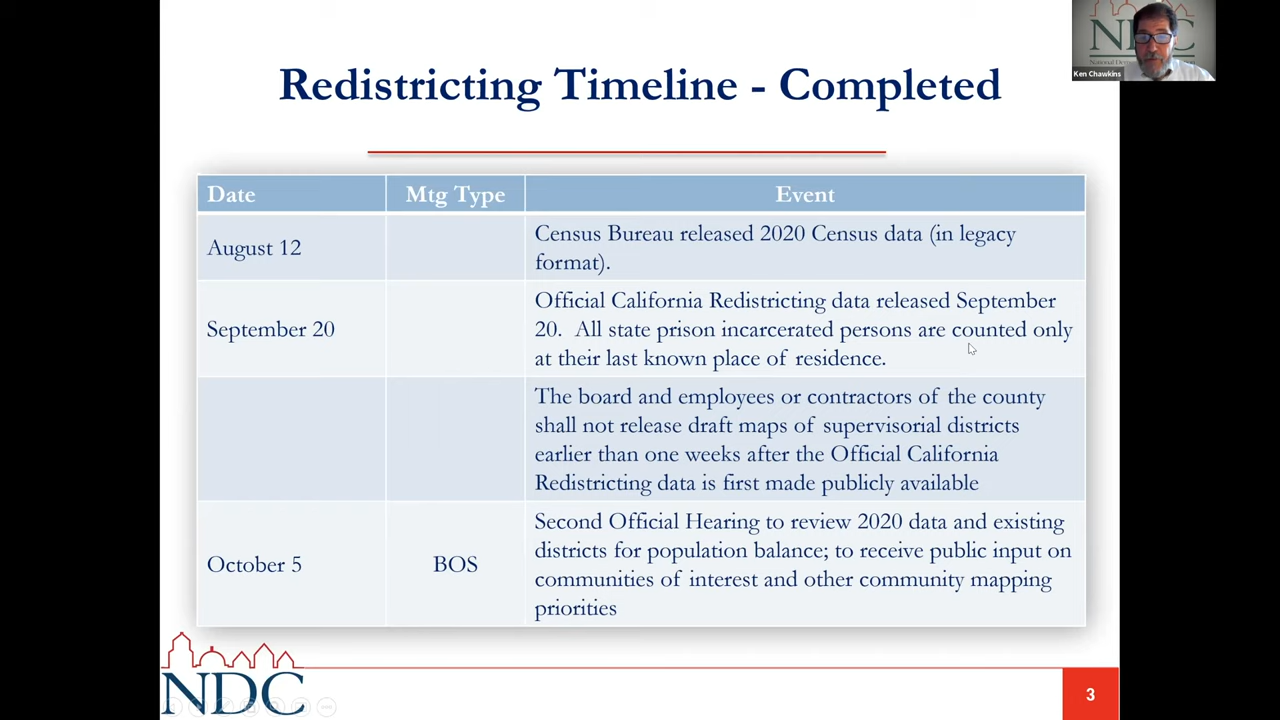 NDC
National Dem
Ken Chawkins
Redistricting Timeline - Completed
Date
Mtg Type
Event
August 12
Census Bureau released 2020 Census data (in legacy
format).
September 20
Official California Redistricting data released September
20. All state prison incarcerated persons are counted only
at their last known place of residence.
The board and employees or contractors of the county
shall not release draft maps of supervisorial districts
earlier than one weeks after the Official California
Redistricting data is first made publicly available
October 5
BOS
Second Official Hearing to review 2020 data and existing
districts for population balance; to receive public input on
communities of interest and other community mapping
priorities
NDC
3